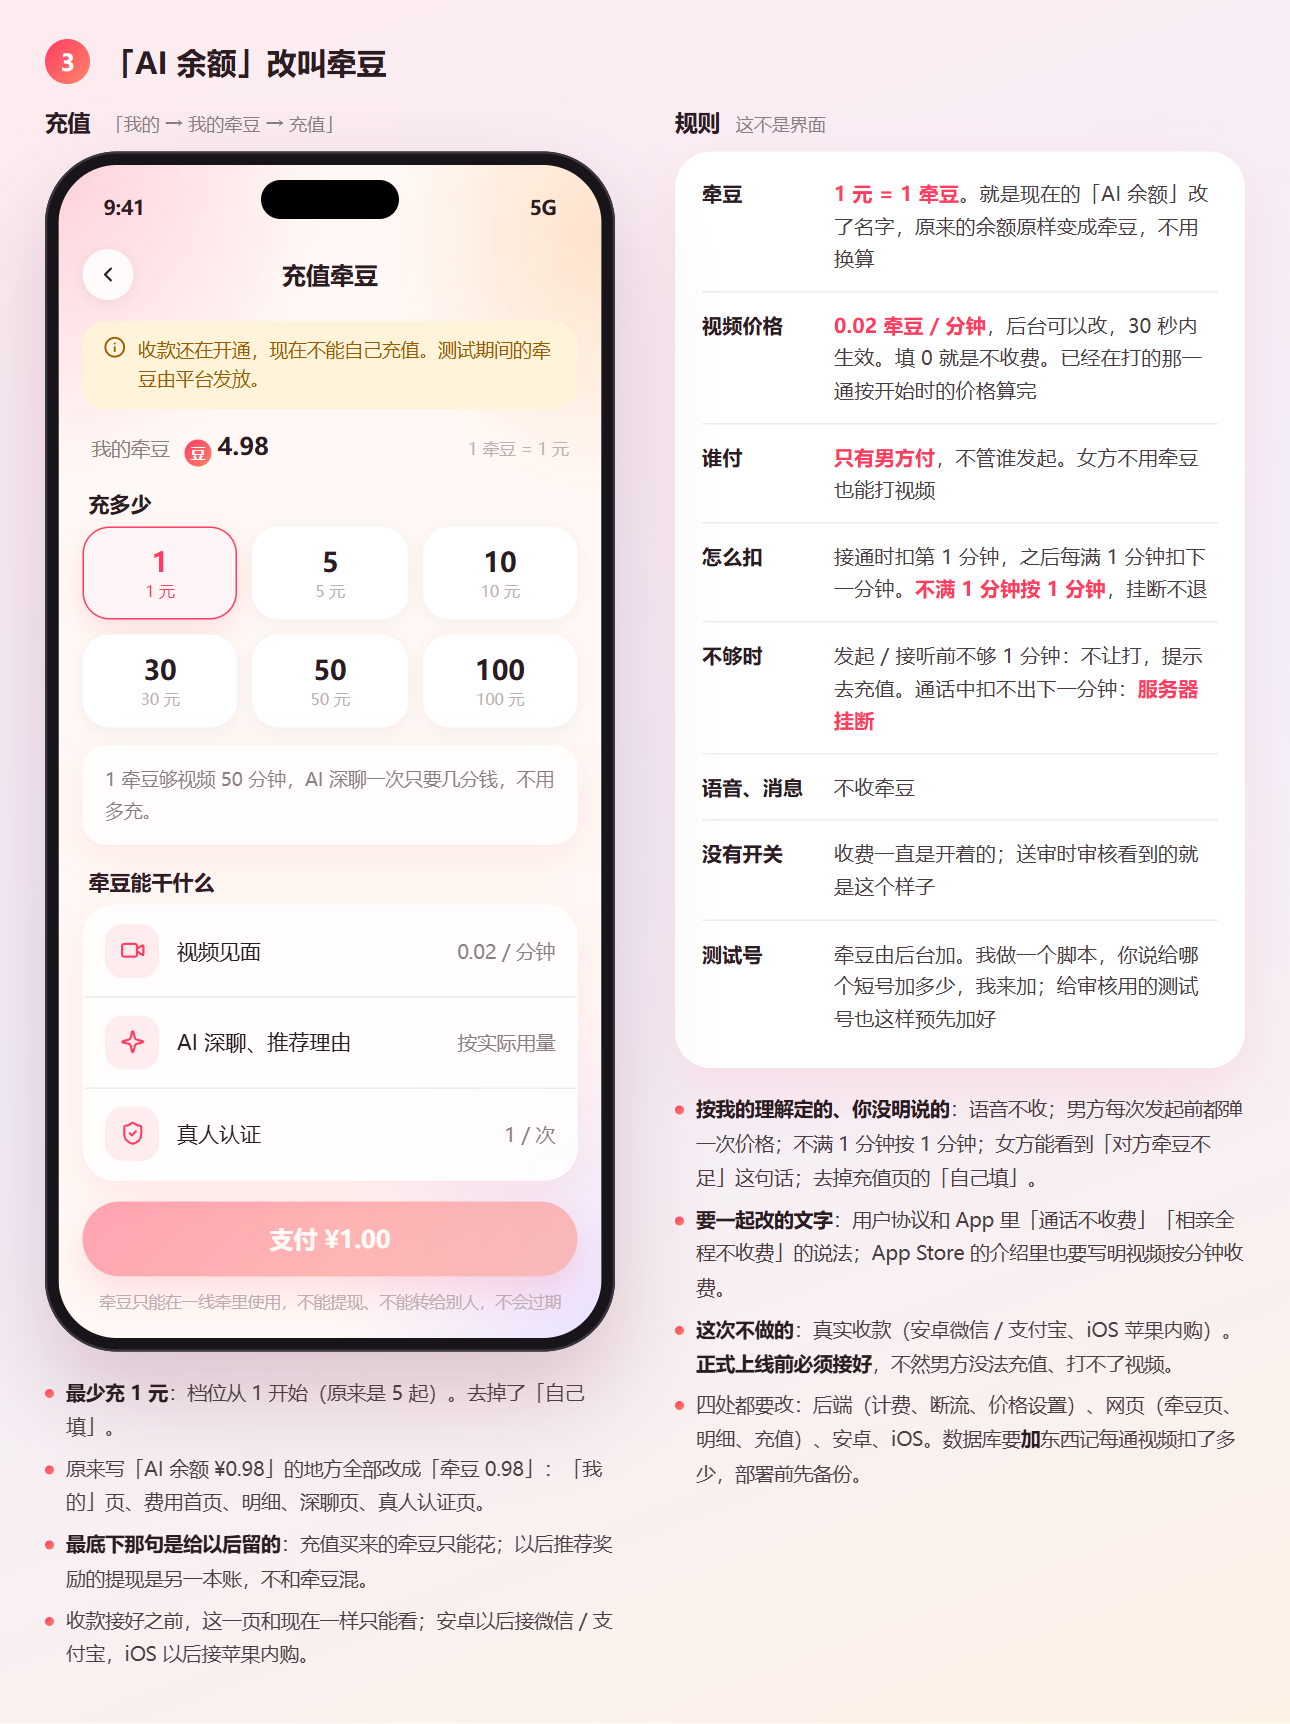 3
「AI 余额」改叫牵豆
充值 「我的 → 我的牵豆 → 充值」
9:41
5G
充值牵豆
收款还在开通，现在不能自己充值。测试期间的牵
豆由平台发放。
我的牵豆 豆 4.98
1 牵豆 = 1 元
充多少
1
1 元
5
5 元
10
10 元
30
30 元
50
50 元
100
100 元
1 牵豆够视频 50 分钟，AI 深聊一次只要几分钱，不用
多充。
牵豆能干什么
视频见面 0.02 / 分钟
AI 深聊、推荐理由 按实际用量
真人认证 1 / 次
支付 ¥1.00
牵豆只能在一线牵里使用，不能提现、不能转给别人，不会过期
最少充 1 元：档位从 1 开始（原来是 5 起）。去掉了「自己
填」。
原来写「AI 余额 ¥0.98」的地方全部改成「牵豆 0.98」：「我
的」页、费用首页、明细、深聊页、真人认证页。
最底下那句是给以后留的：充值买来的牵豆只能花；以后推荐奖
励的提现是另一本账，不和牵豆混。
收款接好之前，这一页和现在一样只能看；安卓以后接微信 / 支
付宝，iOS 以后接苹果内购。
规则 这不是界面
牵豆
1 元 = 1 牵豆。就是现在的「AI 余额」改
了名字，原来的余额原样变成牵豆，不用
换算
视频价格
0.02 牵豆 / 分钟，后台可以改，30 秒内
生效。填 0 就是不收费。已经在打的那一
通按开始时的价格算完
谁付
只有男方付，不管谁发起。女方不用牵豆
也能打视频
怎么扣
接通时扣第 1 分钟，之后每满 1 分钟扣下
一分钟。不满 1 分钟按 1 分钟，挂断不退
不够时
发起 / 接听前不够 1 分钟：不让打，提示
去充值。通话中扣不出下一分钟：服务器
挂断
语音、消息
不收牵豆
没有开关
收费一直是开着的；送审时审核看到的就
是这个样子
测试号
牵豆由后台加。我做一个脚本，你说给哪
个短号加多少，我来加；给审核用的测试
号也这样预先加好
按我的理解定的、你没明说的：语音不收；男方每次发起前都弹
一次价格；不满 1 分钟按 1 分钟；女方能看到「对方牵豆不
足」这句话；去掉充值页的「自己填」。
要一起改的文字：用户协议和 App 里「通话不收费」「相亲全
程不收费」的说法；App Store 的介绍里也要写明视频按分钟收
费。
这次不做的：真实收款（安卓微信 / 支付宝、iOS 苹果内购）。
正式上线前必须接好，不然男方没法充值、打不了视频。
四处都要改：后端（计费、断流、价格设置）、网页（牵豆页、
明细、充值）、安卓、iOS。数据库要加东西记每通视频扣了多
少，部署前先备份。